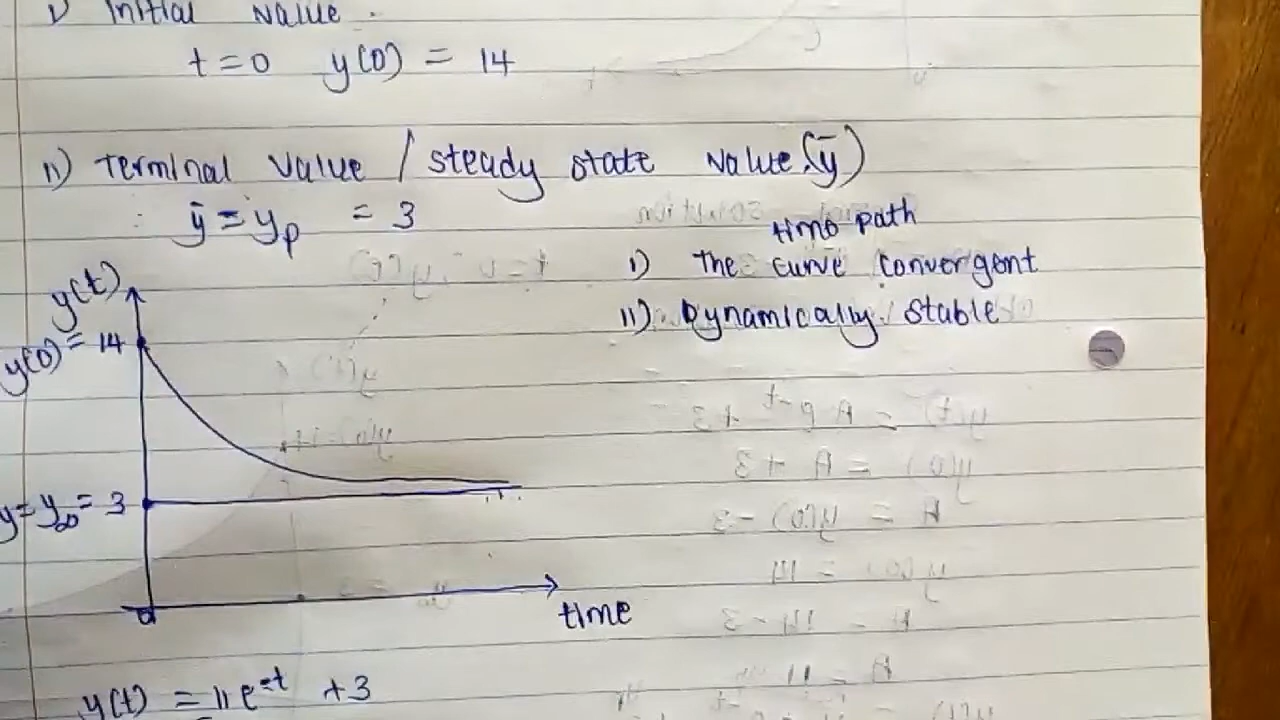 i) Initial value.
t = 0 y(0) = 14
ii) Terminal value / steady state value (ȳ)
ȳ = yp = 3
time path
i) The curve convergent
ii) Dynamically stable
y(t)
y(0) = 14
y = y∞ = 3
time
y(t) = 11e^-t + 3